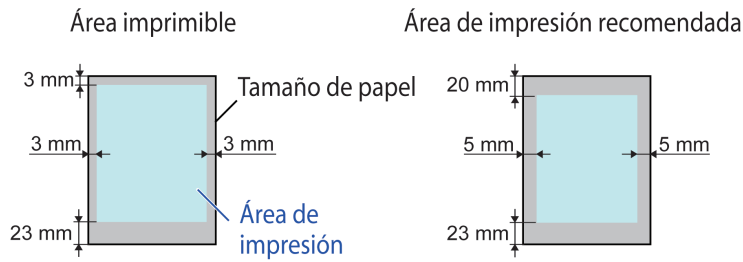 Área imprimible
3 mm
Tamaño de papel
3 mm
3 mm
Área de
impresión
23 mm
Área de impresión recomendada
20 mm
5 mm
5 mm
23 mm